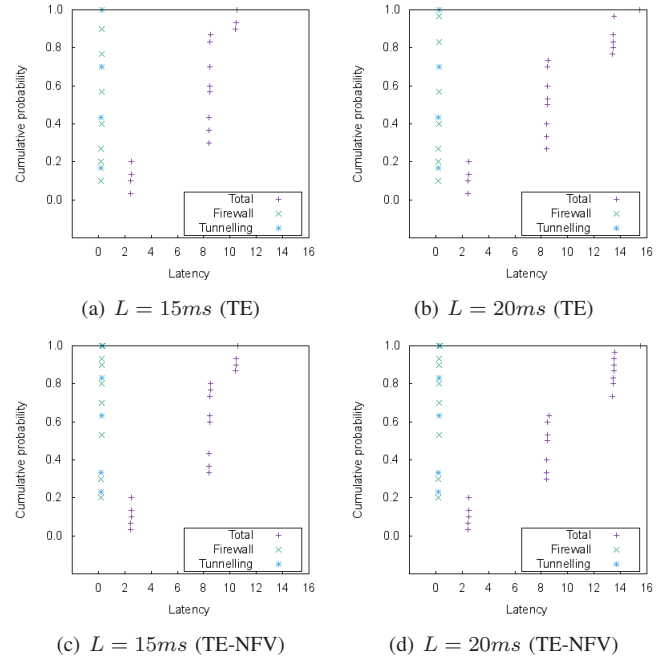 Cumulative probability
1.0
0.8
0.6
0.4
0.2
0.0
Total
Firewall
Tunnelling
0 2 4 6 8 10 12 14 16
Latency
(a) L = 15ms (TE)
Cumulative probability
1.0
0.8
0.6
0.4
0.2
0.0
Total
Firewall
Tunnelling
0 2 4 6 8 10 12 14 16
Latency
(b) L = 20ms (TE)
Cumulative probability
1.0
0.8
0.6
0.4
0.2
0.0
Total
Firewall
Tunnelling
0 2 4 6 8 10 12 14 16
Latency
(c) L = 15ms (TE-NFV)
Cumulative probability
1.0
0.8
0.6
0.4
0.2
0.0
Total
Firewall
Tunnelling
0 2 4 6 8 10 12 14 16
Latency
(d) L = 20ms (TE-NFV)